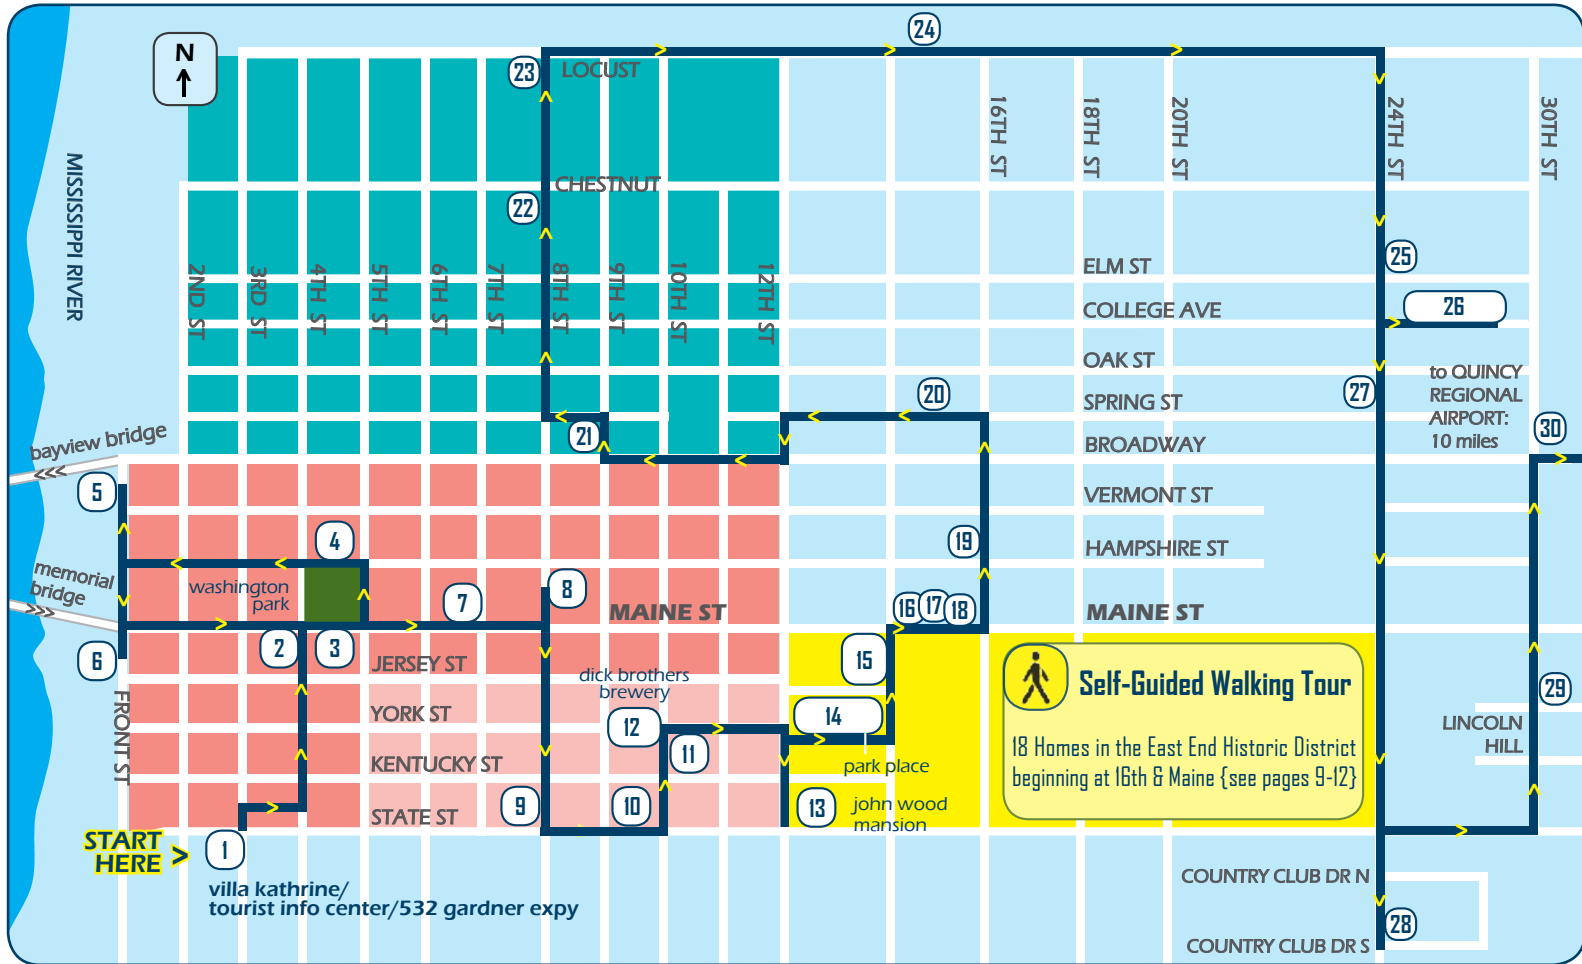 N
24
23
LOCUST
16TH ST
18TH ST
20TH ST
24TH ST
30TH ST
MISSISSIPPI RIVER
CHESTNUT
22
2ND ST
3RD ST
4TH ST
5TH ST
6TH ST
7TH ST
8TH ST
9TH ST
10TH ST
12TH ST
ELM ST
25
COLLEGE AVE
26
OAK ST
to QUINCY
REGIONAL
AIRPORT:
10 miles
27
20
SPRING ST
21
BROADWAY
30
bayview bridge
<<<
5
VERMONT ST
4
19
HAMPSHIRE ST
memorial
bridge
>>>
washington
park
7
8
MAINE ST
16
17
18
MAINE ST
2
3
6
JERSEY ST
15
dick brothers
brewery
Self-Guided Walking Tour
18 Homes in the East End Historic District
beginning at 16th & Maine {see pages 9-12}
29
FRONT ST
YORK ST
12
14
LINCOLN
HILL
11
KENTUCKY ST
park place
9
10
13
john wood
mansion
STATE ST
START
HERE >
1
villa kathrine/
tourist info center/532 gardner expy
COUNTRY CLUB DR N
28
COUNTRY CLUB DR S